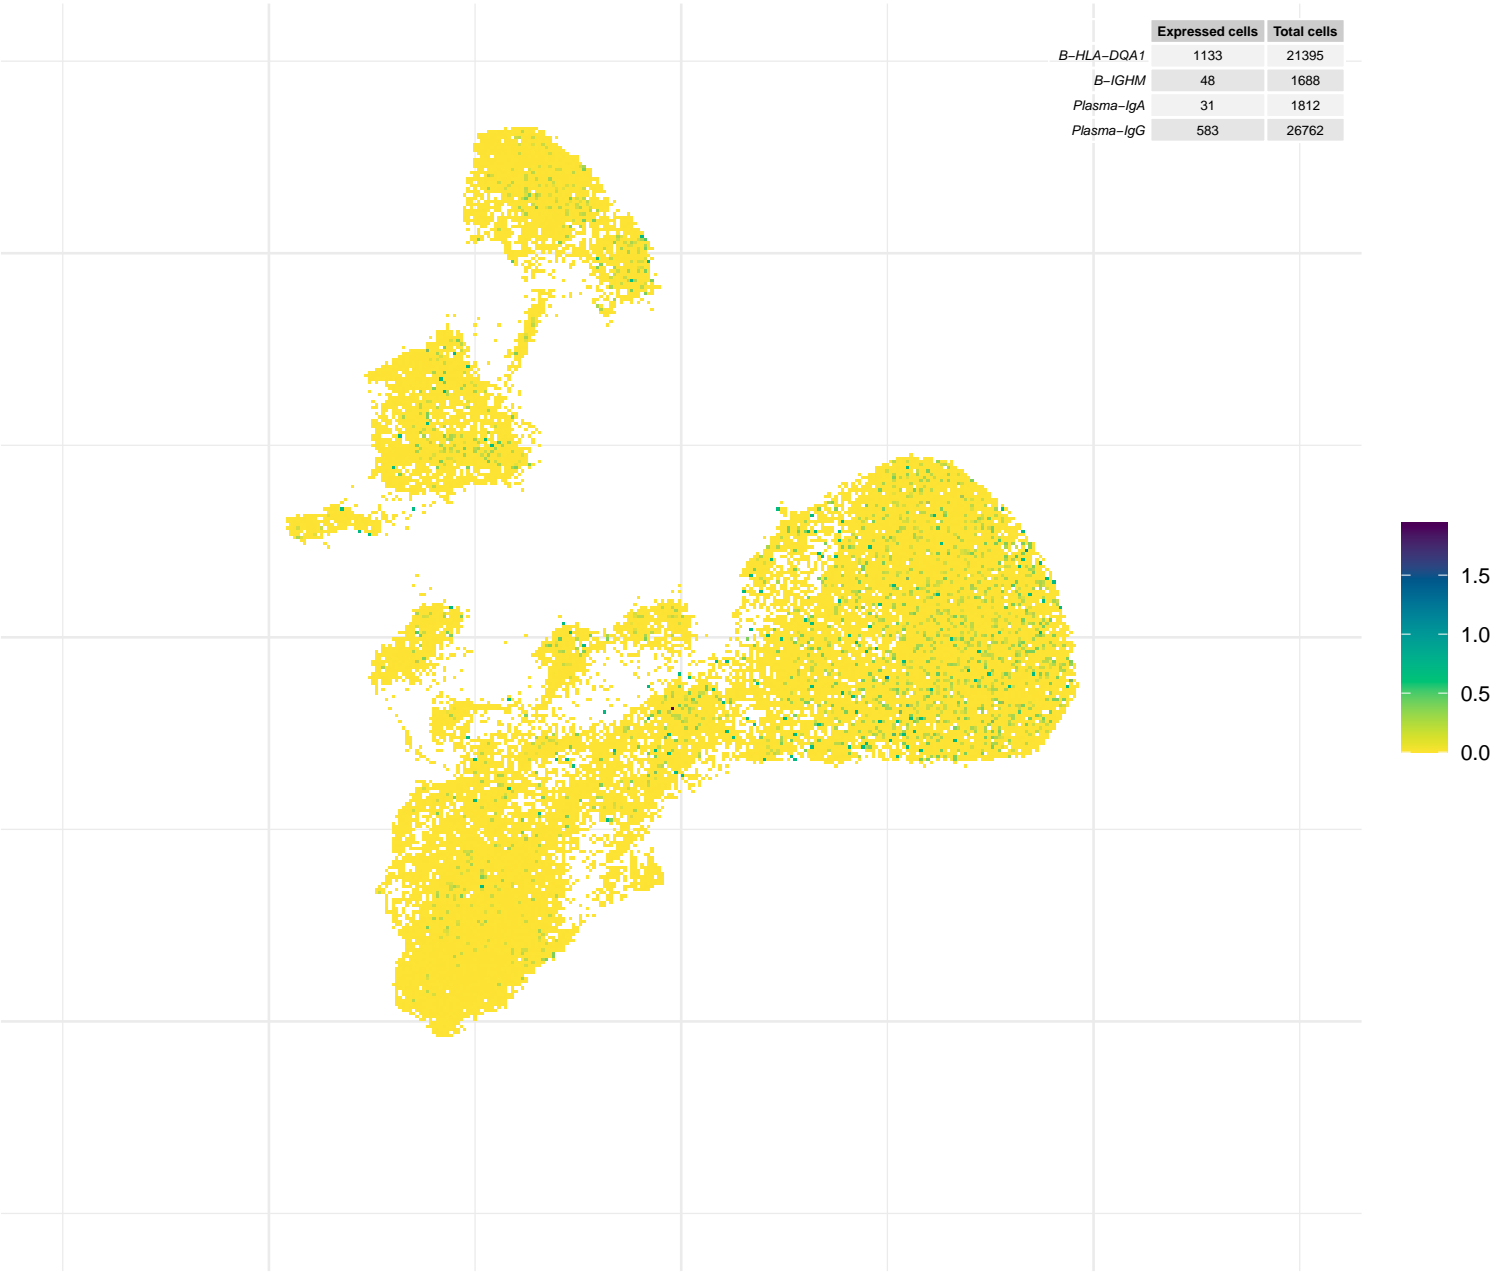 Expressed cells Total cells
B−HLA−DQA1 1133 21395
B−IGHM 48 1688
Plasma−IgA 31 1812
Plasma−IgG 583 26762
1.5
1.0
0.5
0.0